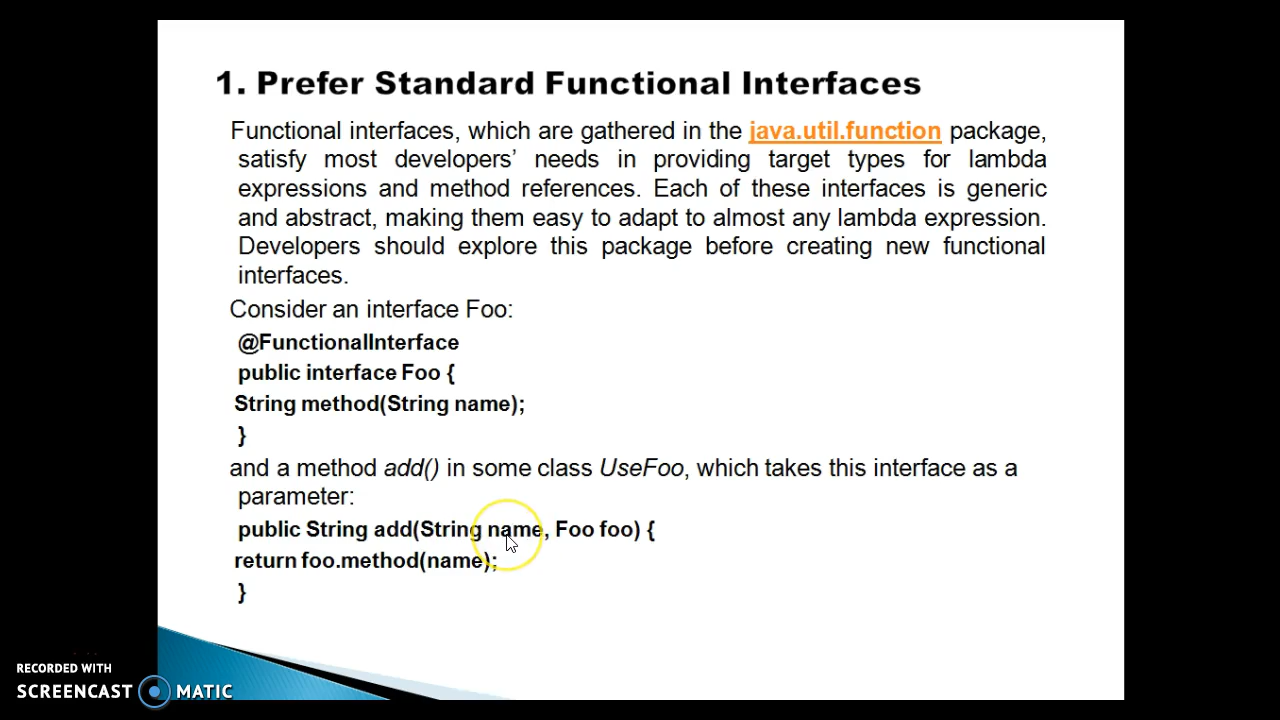 1. Prefer Standard Functional Interfaces
Functional interfaces, which are gathered in the java.util.function package,
satisfy most developers’ needs in providing target types for lambda
expressions and method references. Each of these interfaces is generic
and abstract, making them easy to adapt to almost any lambda expression.
Developers should explore this package before creating new functional
interfaces.
Consider an interface Foo:
@FunctionalInterface
public interface Foo {
String method(String name);
}
and a method add() in some class UseFoo, which takes this interface as a
parameter:
public String add(String name, Foo foo) {
return foo.method(name);
}
RECORDED WITH
SCREENCAST MATIC